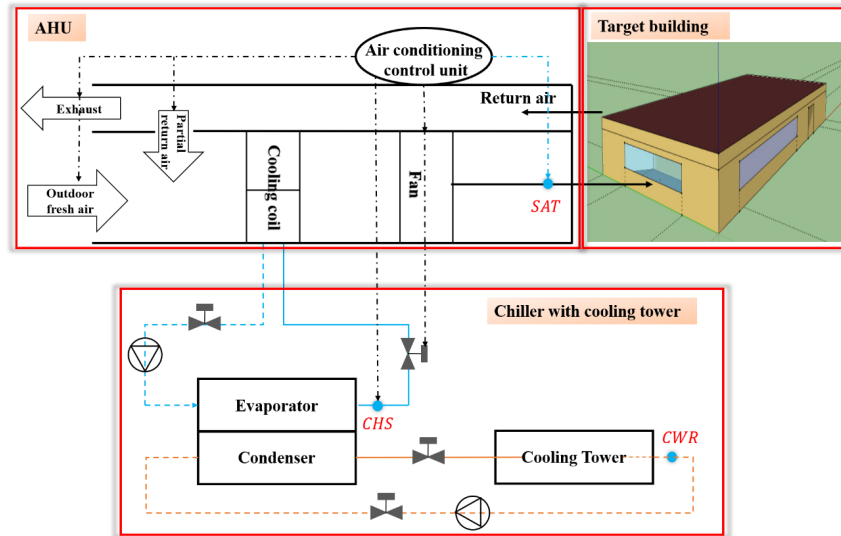 AHU
Air conditioning
control unit
Target building
Exhaust
Partial
return air
Return air
Cooling coil
Fan
Outdoor
fresh air
SAT
Chiller with cooling tower
Evaporator
CHS
Condenser
Cooling Tower
CWR